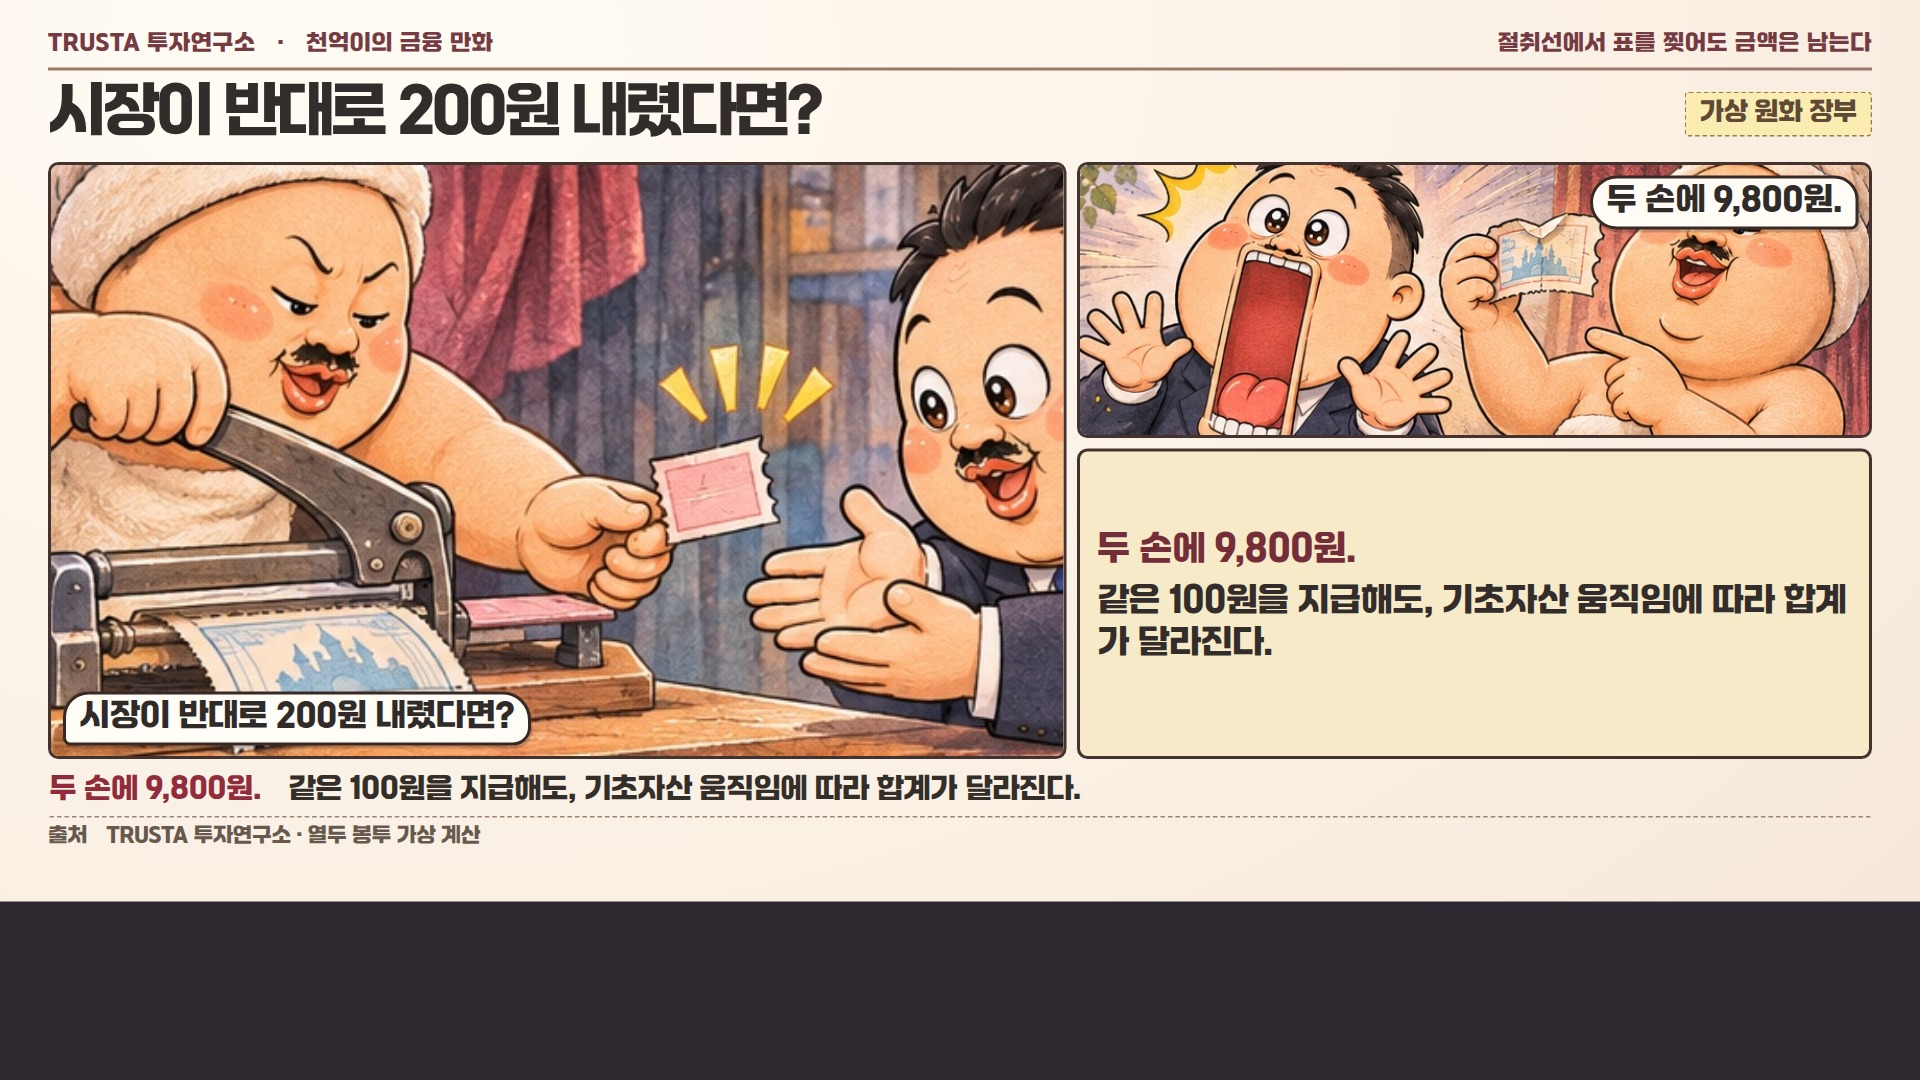 TRUSTA 투자연구소 · 천억이의 금융 만화
절취선에서 표를 찢어도 금액은 남는다
시장이 반대로 200원 내렸다면?
가상 원화 장부
두 손에 9,800원.
시장이 반대로 200원 내렸다면?
두 손에 9,800원.
같은 100원을 지급해도, 기초자산 움직임에 따라 합계
가 달라진다.
두 손에 9,800원. 같은 100원을 지급해도, 기초자산 움직임에 따라 합계가 달라진다.
출처 TRUSTA 투자연구소 · 열두 봉투 가상 계산